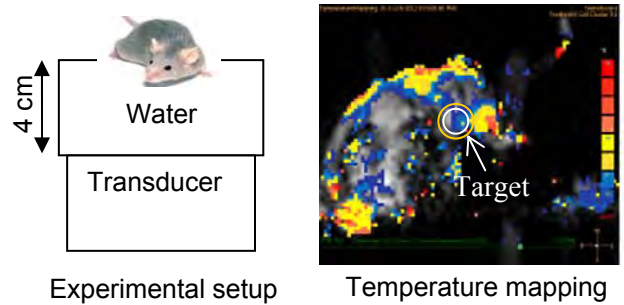 4 cm
Water
Transducer
Target
Experimental setup
Temperature mapping